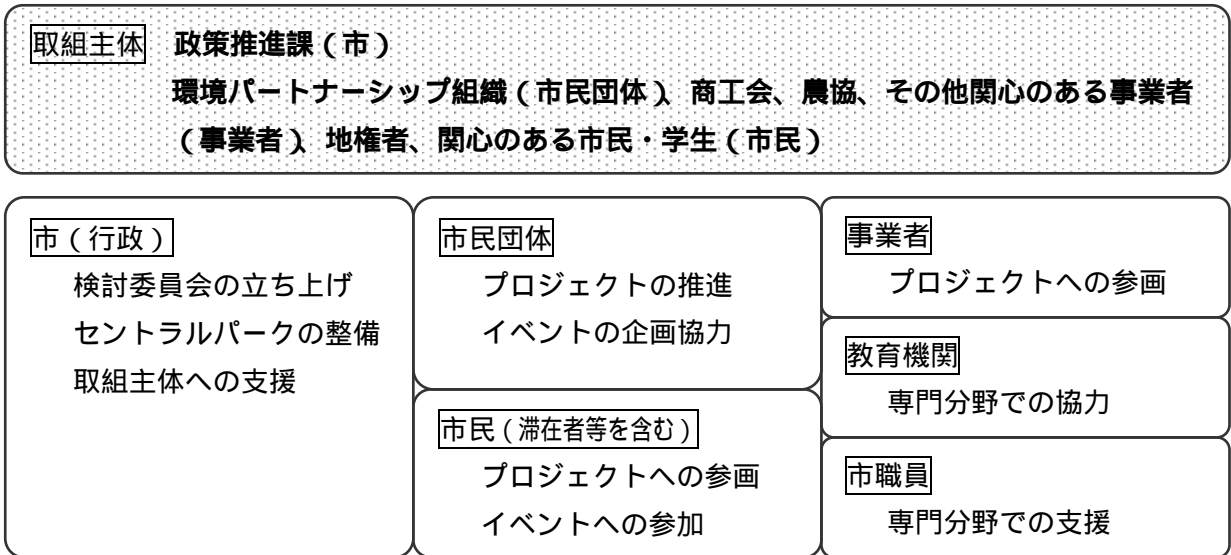 取組主体 政策推進課（市）
環境パートナーシップ組織（市民団体）、商工会、農協、その他関心のある事業者
（事業者）、地権者、関心のある市民・学生（市民）
市（行政）
検討委員会の立ち上げ
セントラルパークの整備
取組主体への支援
市民団体
プロジェクトの推進
イベントの企画協力
市民（滞在者等を含む）
プロジェクトへの参画
イベントへの参加
事業者
プロジェクトへの参画
教育機関
専門分野での協力
市職員
専門分野での支援